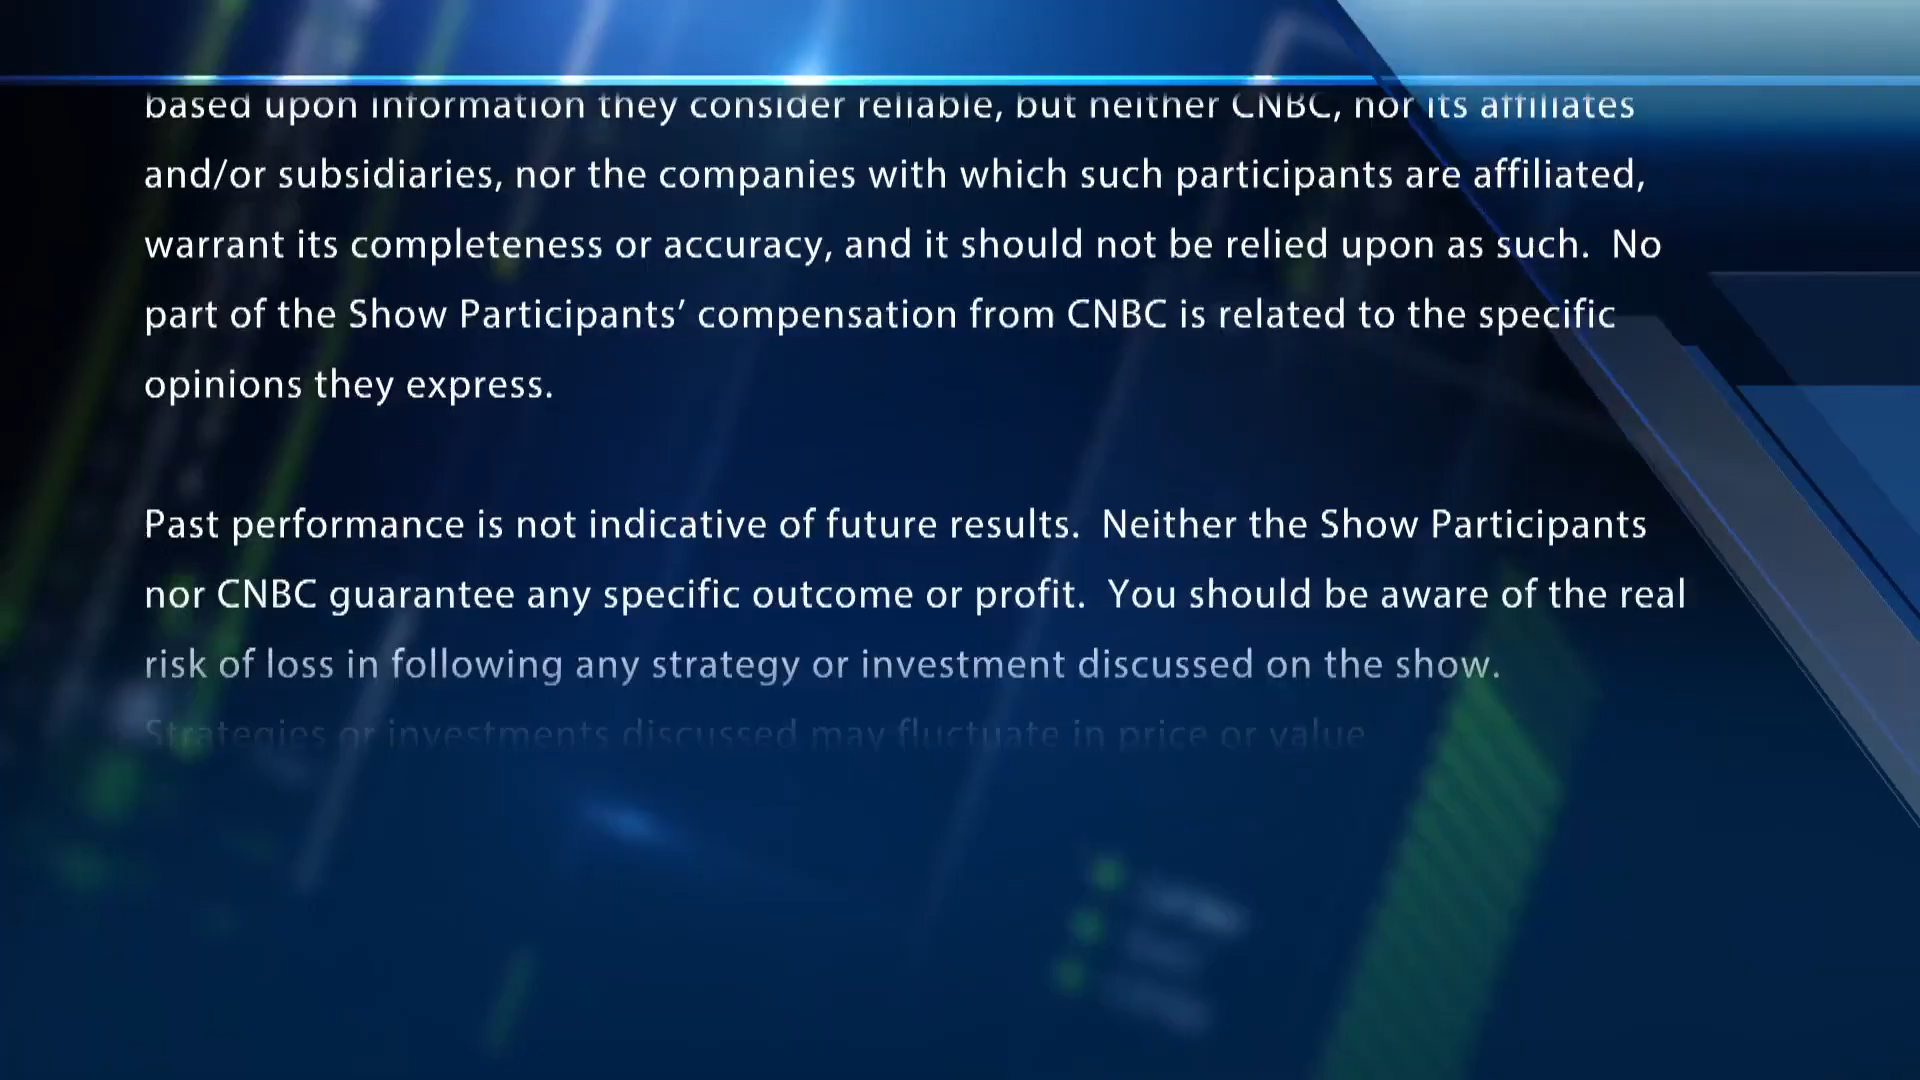 based upon information they consider reliable, but neither CNBC, nor its affiliates
and/or subsidiaries, nor the companies with which such participants are affiliated,
warrant its completeness or accuracy, and it should not be relied upon as such.  No
part of the Show Participants’ compensation from CNBC is related to the specific
opinions they express.
Past performance is not indicative of future results.  Neither the Show Participants
nor CNBC guarantee any specific outcome or profit.  You should be aware of the real
risk of loss in following any strategy or investment discussed on the show.
Strategies or investments discussed may fluctuate in price or value